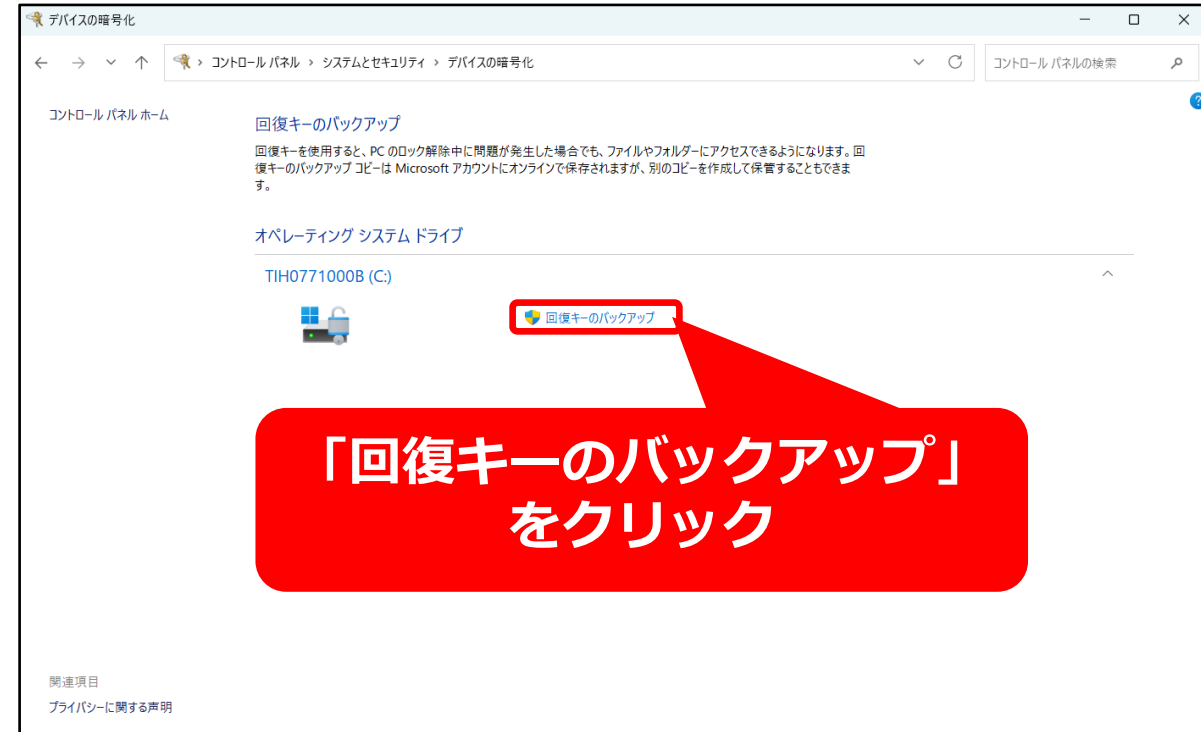 デバイスの暗号化
コントロール パネル › システムとセキュリティ › デバイスの暗号化
コントロール パネルの検索
コントロール パネル ホーム
回復キーのバックアップ
回復キーを使用すると、PC のロック解除中に問題が発生した場合でも、ファイルやフォルダーにアクセスできるようになります。回
復キーのバックアップ コピーは Microsoft アカウントにオンラインで保存されますが、別のコピーを作成して保管することもできま
す。
オペレーティング システム ドライブ
TIH0771000B (C:)
回復キーのバックアップ
「回復キーのバックアップ」
をクリック
関連項目
プライバシーに関する声明